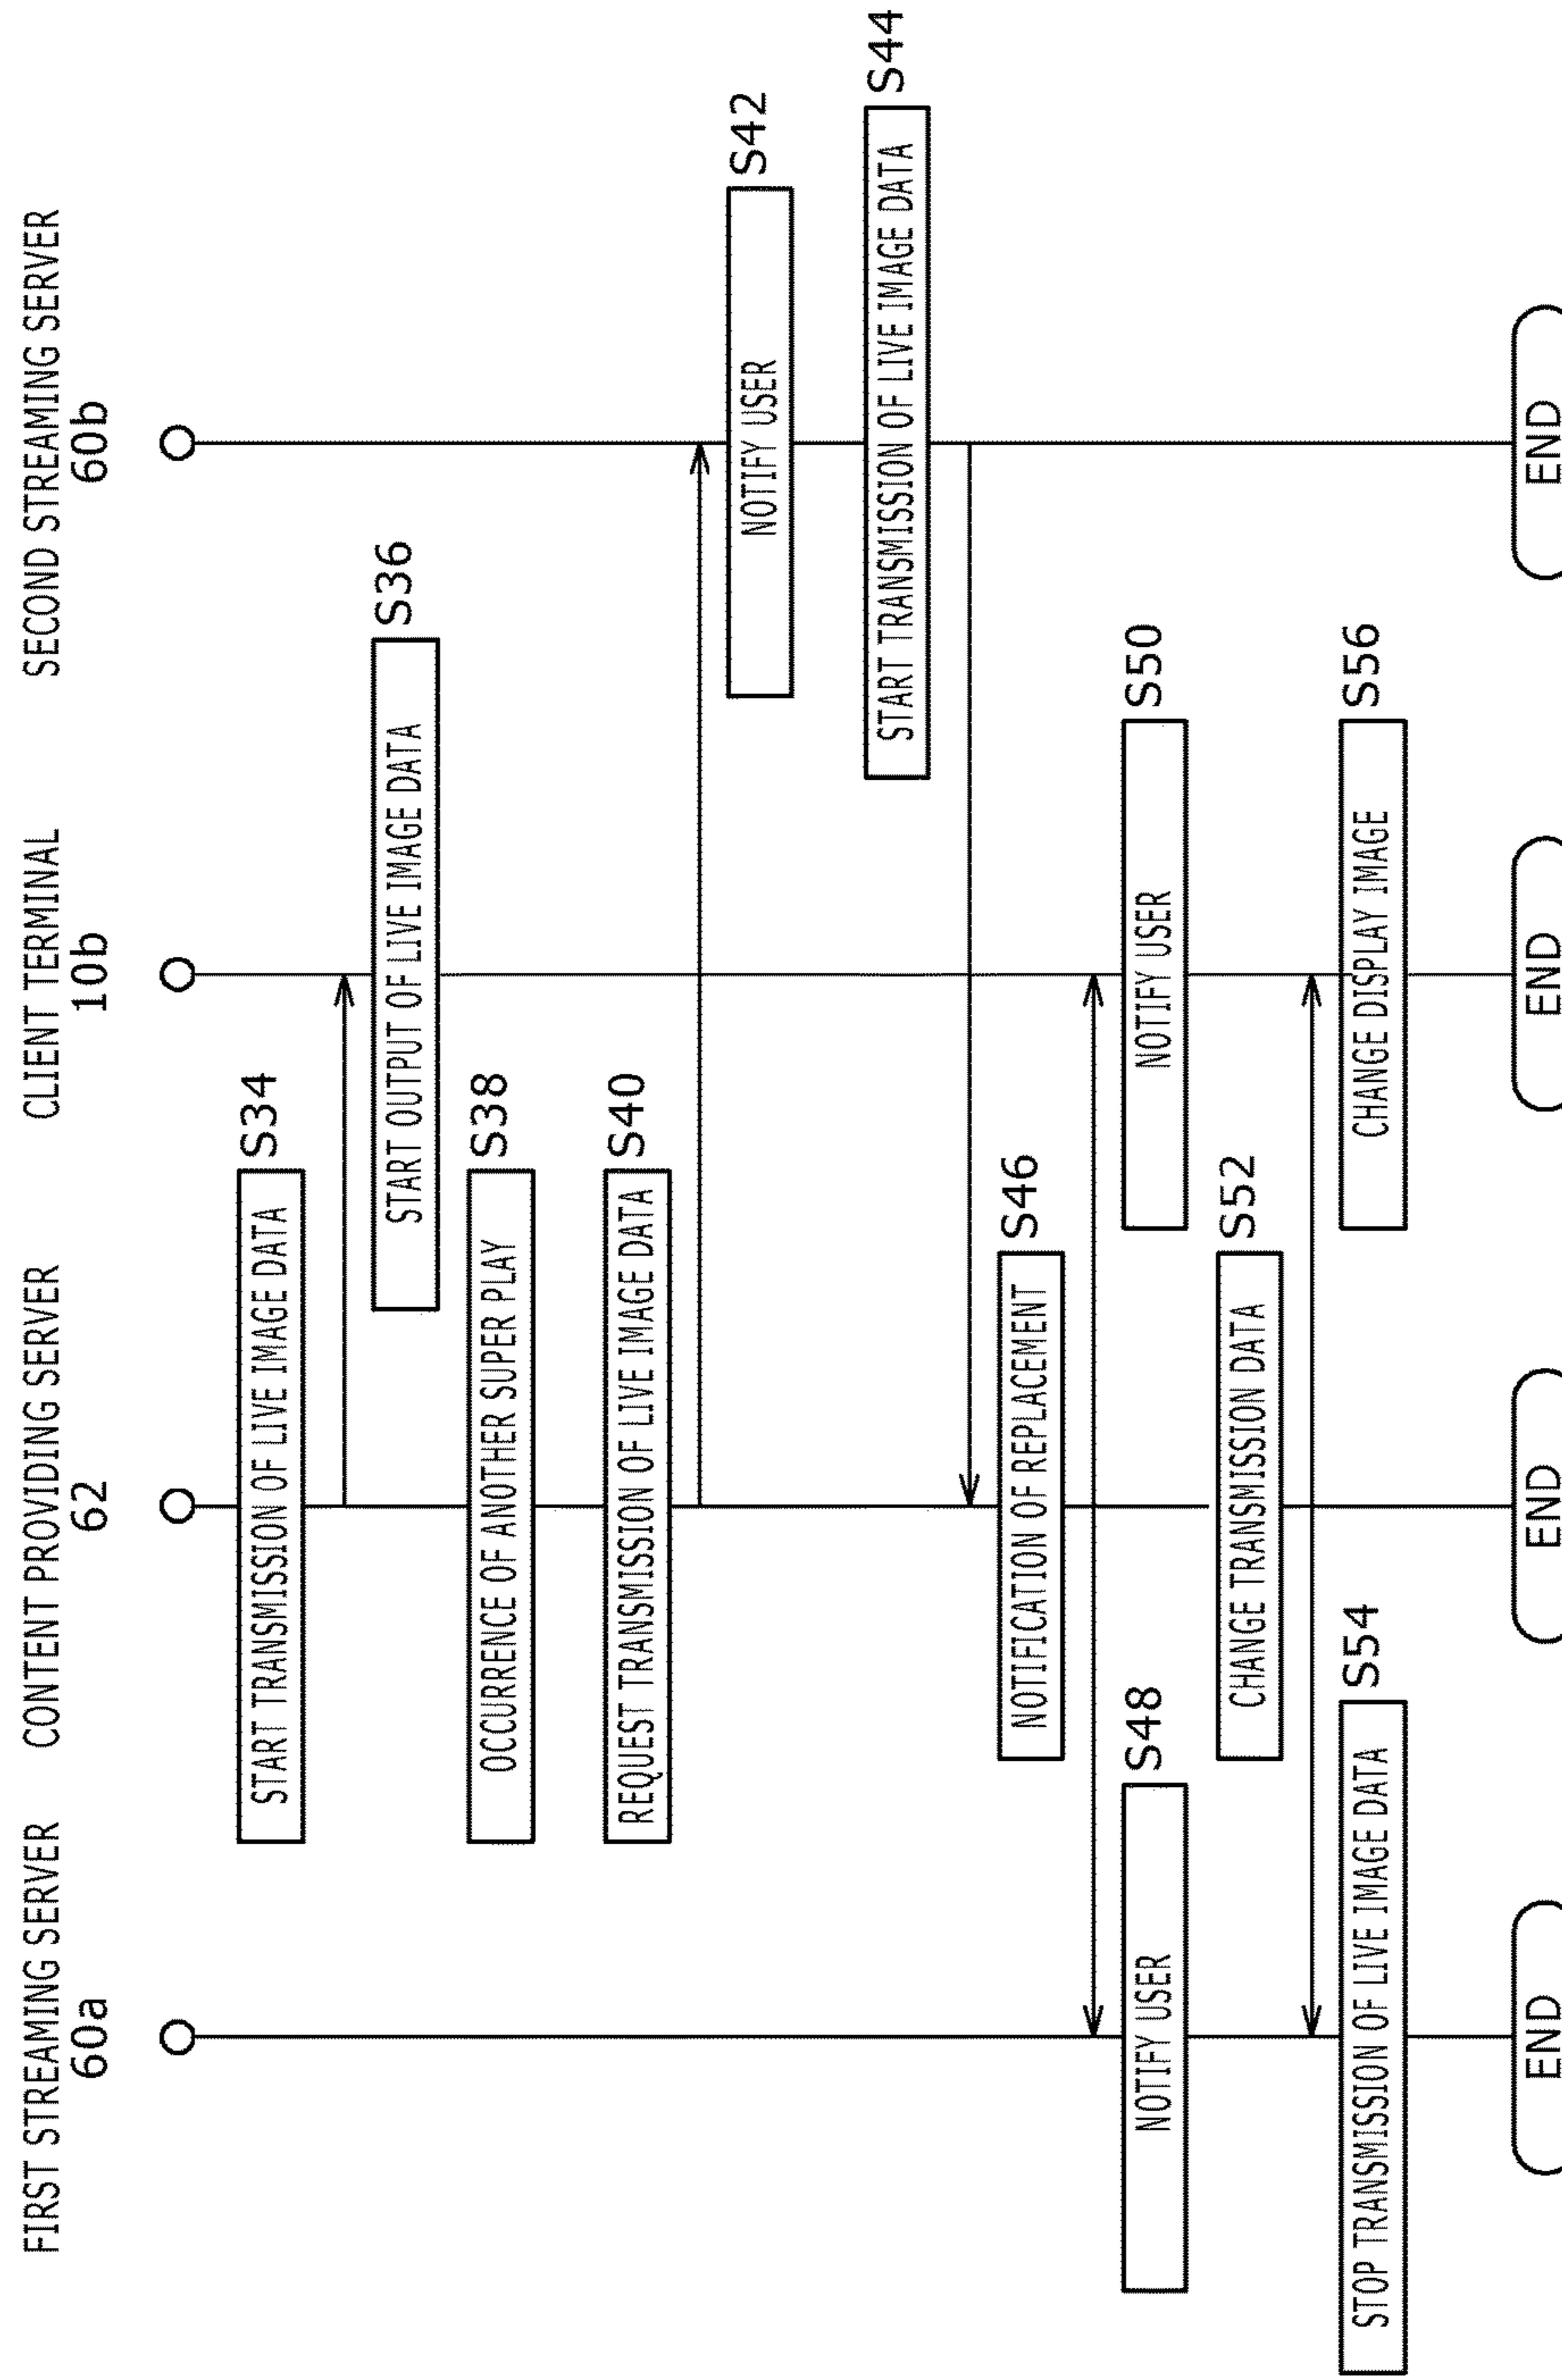 FIRST STREAMING SERVER
60a
CONTENT PROVIDING SERVER
62
CLIENT TERMINAL
10b
SECOND STREAMING SERVER
60b
START TRANSMISSION OF LIVE IMAGE DATA
S34
START OUTPUT OF LIVE IMAGE DATA
S36
OCCURRENCE OF ANOTHER SUPER PLAY
S38
REQUEST TRANSMISSION OF LIVE IMAGE DATA
S40
NOTIFY USER
S42
START TRANSMISSION OF LIVE IMAGE DATA
S44
NOTIFICATION OF REPLACEMENT
S46
NOTIFY USER
S48
NOTIFY USER
S50
CHANGE TRANSMISSION DATA
S52
STOP TRANSMISSION OF LIVE IMAGE DATA
S54
CHANGE DISPLAY IMAGE
S56
END
END
END
END